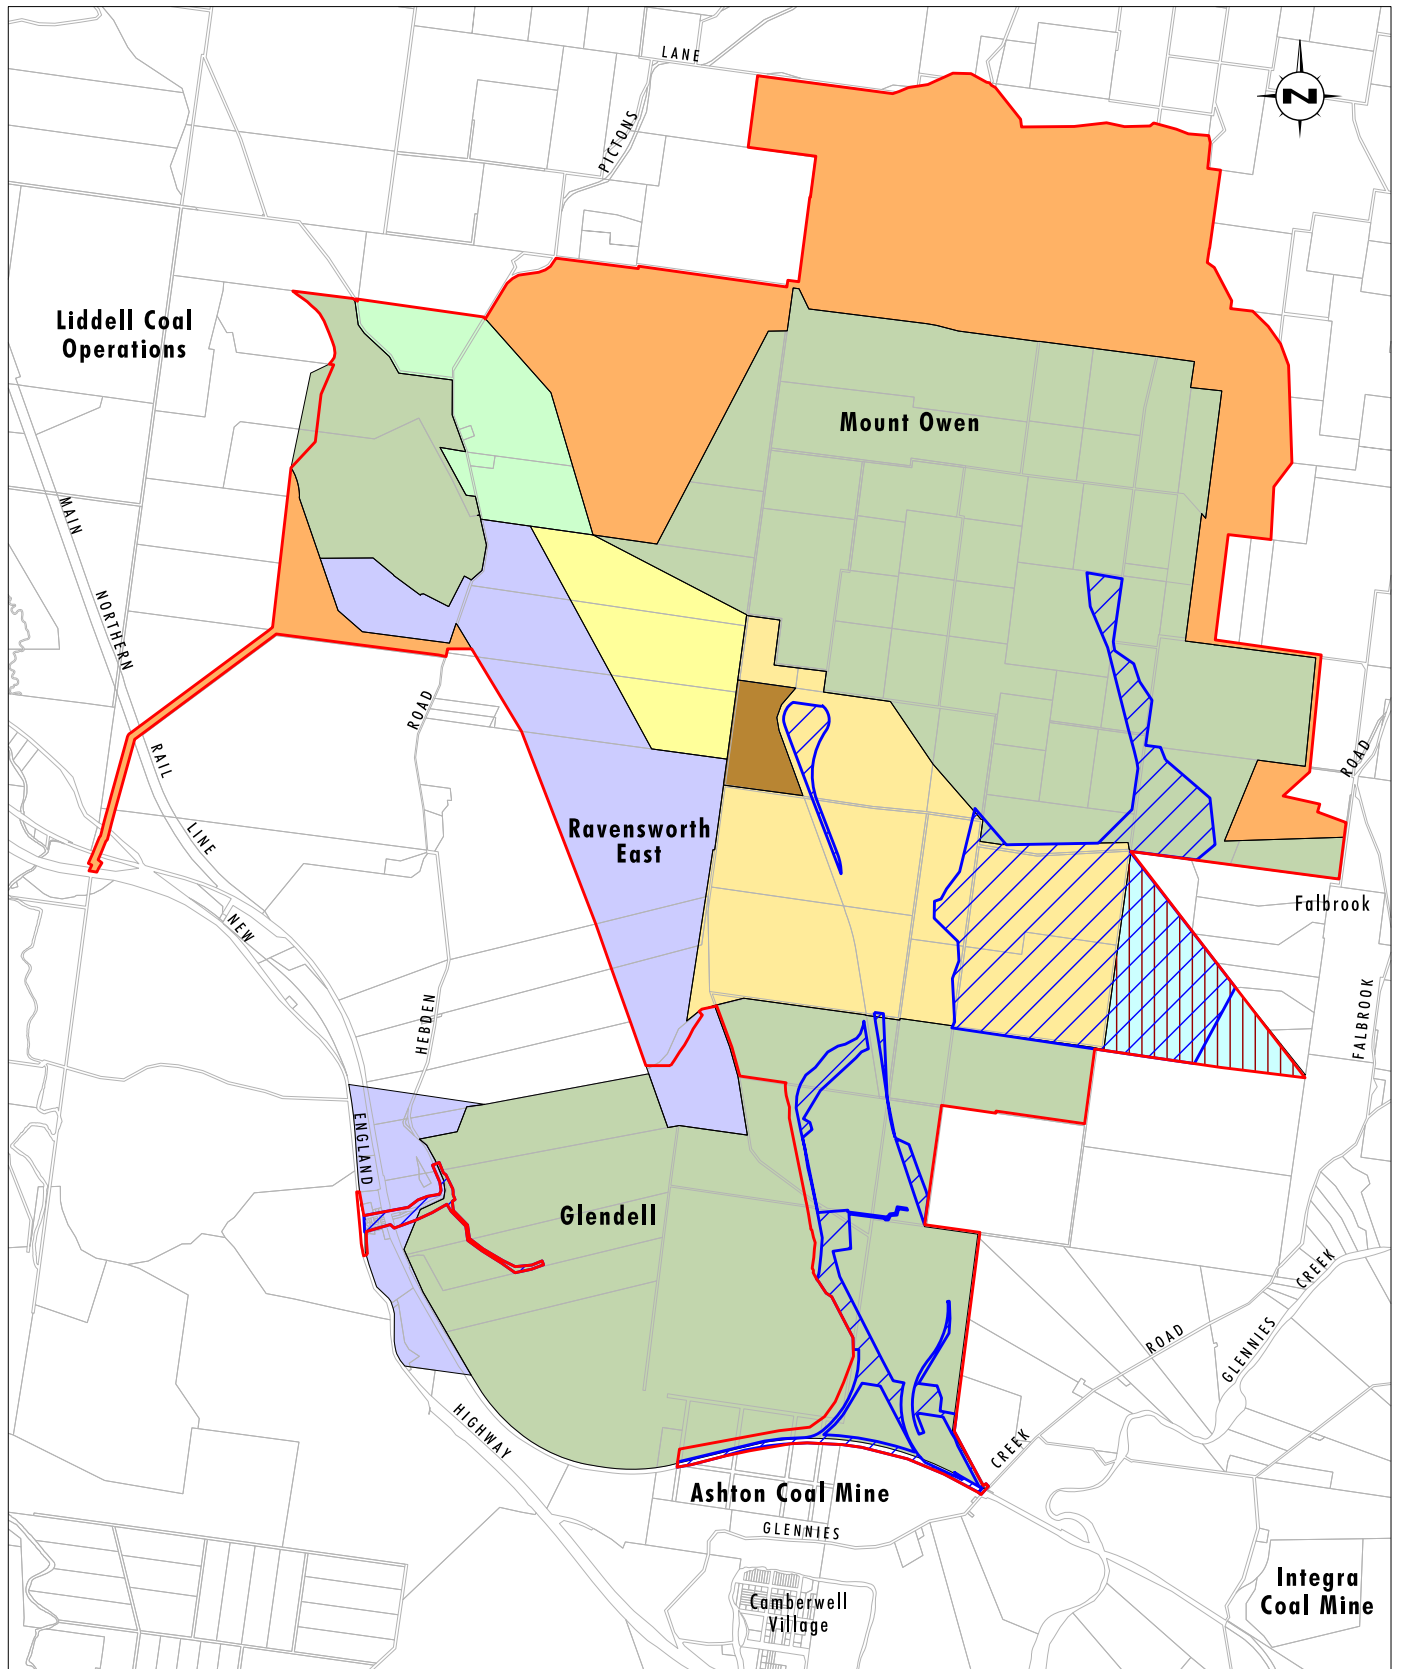 LANE
PICTONS
N
Liddell Coal
Operations
Mount Owen
MAIN
NORTHERN
RAIL
LINE
ROAD
ROAD
Ravensworth
East
Falbrook
NEW
HEBDEN
FALBROOK
ENGLAND
Glendell
CREEK
ROAD
GLENNIES
HIGHWAY
CREEK
Ashton Coal Mine
GLENNIES
Integra
Coal Mine
Camberwell
Village